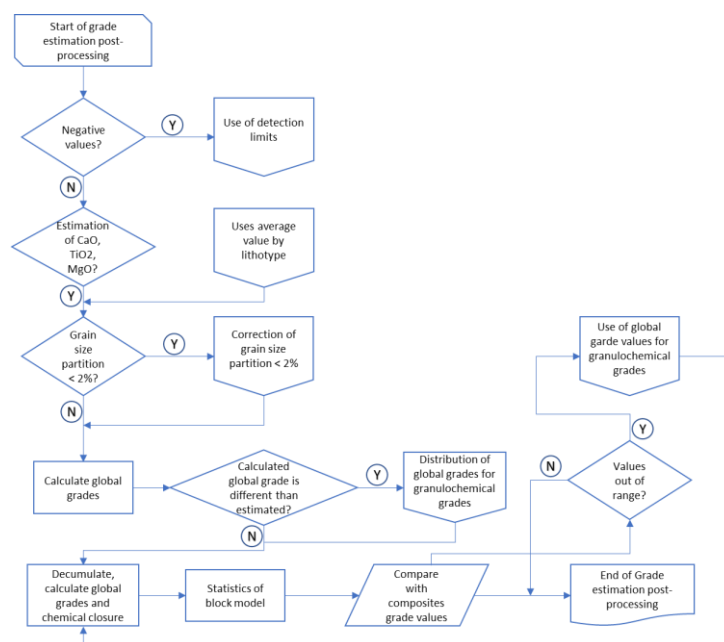 Start of grade
estimation post-
processing
Negative
values?
Y
Use of detection
limits
N
Estimation
of CaO,
TiO2,
MgO?
Uses average
value by
lithotype
Y
Grain
size
partition
< 2%?
Y
Correction of
grain size
partition < 2%
N
Calculate global
grades
Calculated
global grade is
different than
estimated?
Y
Distribution of
global grades for
granulochemical
grades
N
Use of global
garde values for
granulochemical
grades
Y
N
Values
out of
range?
Decumulate,
calculate global
grades and
chemical closure
Statistics of
block model
Compare
with
composites
grade values
End of Grade
estimation post-
processing